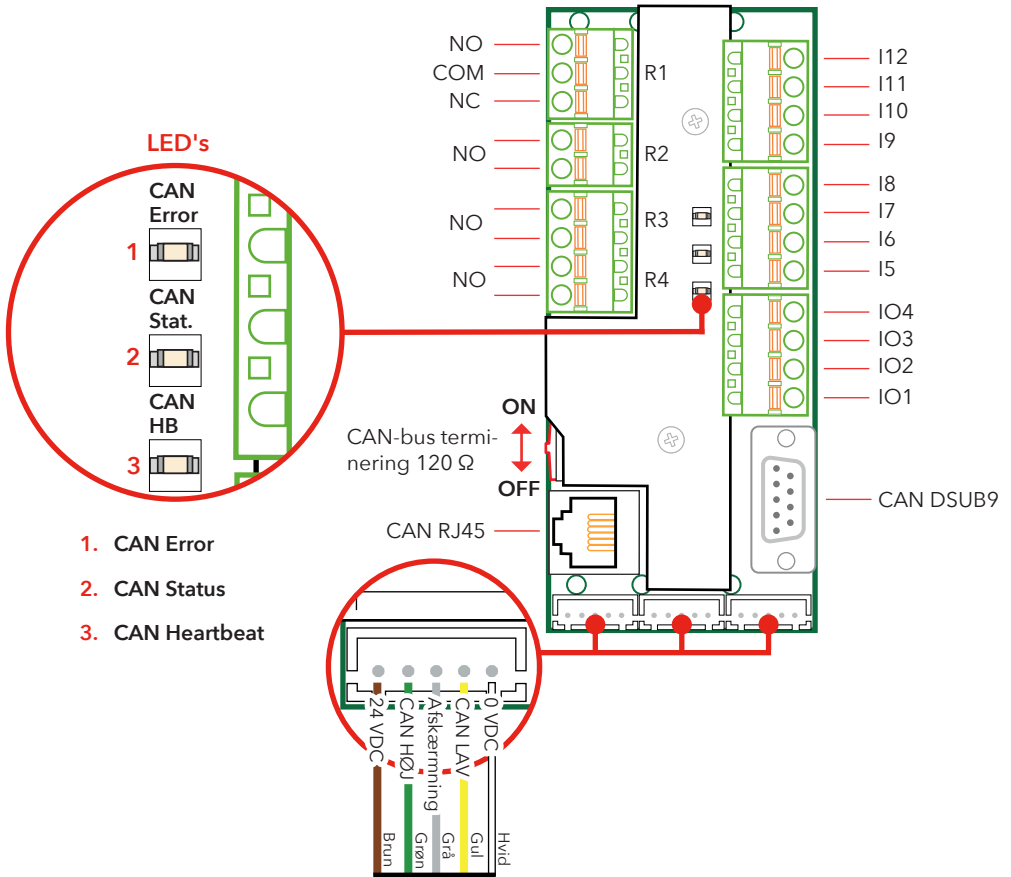 NO
COM
NC
R1
NO
R2
NO
R3
NO
R4
I12
I11
I10
I9
I8
I7
I6
I5
IO4
IO3
IO2
IO1
LED's
CAN
Error
1
CAN
Stat.
2
CAN
HB
3
1. CAN Error
2. CAN Status
3. CAN Heartbeat
ON
CAN-bus termi-
nering 120 Ω
OFF
CAN RJ45
CAN DSUB9
24 VDC
CAN HØJ
Afskærmning
CAN LAV
0 VDC
Brun
Grøn
Grå
Gul
Hvid